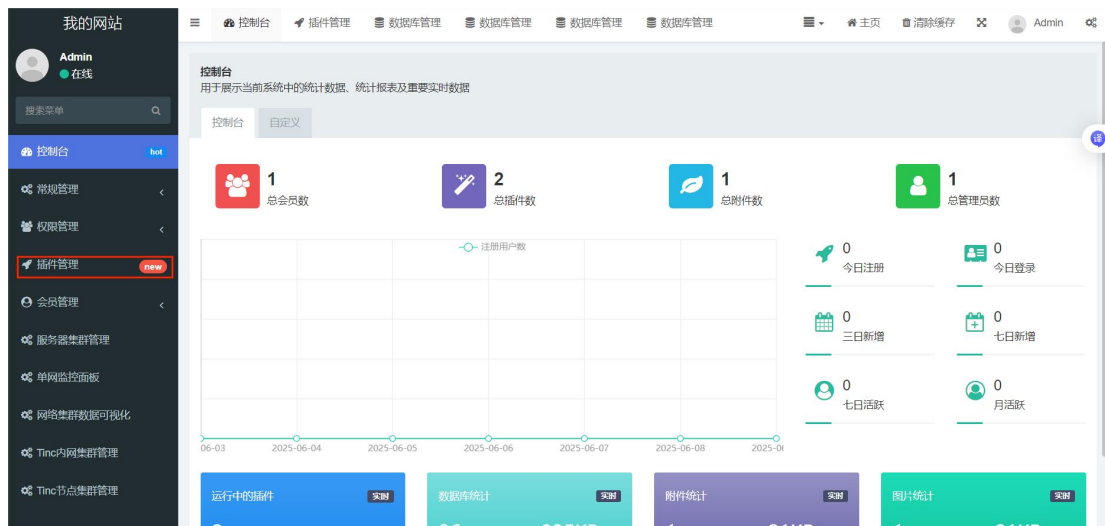 我的网站
控制台
插件管理
数据库管理
数据库管理
数据库管理
数据库管理
主页
清除缓存
Admin
Admin
在线
搜索菜单
控制台 hot
常规管理
权限管理
插件管理 new
会员管理
服务器集群管理
单网监控面板
网络集群数据可视化
Tinc内网集群管理
Tinc节点集群管理
控制台
用于展示当前系统中的统计数据、统计报表及重要实时数据
控制台
自定义
译
1
总会员数
2
总插件数
1
总附件数
1
总管理员数
注册用户数
06-03
2025-06-04
2025-06-05
2025-06-06
2025-06-07
2025-06-08
0
今日注册
0
今日登录
0
三日新增
0
七日新增
0
七日活跃
0
月活跃
运行中的插件 实时
数据库统计 实时
附件统计 实时
图片统计 实时